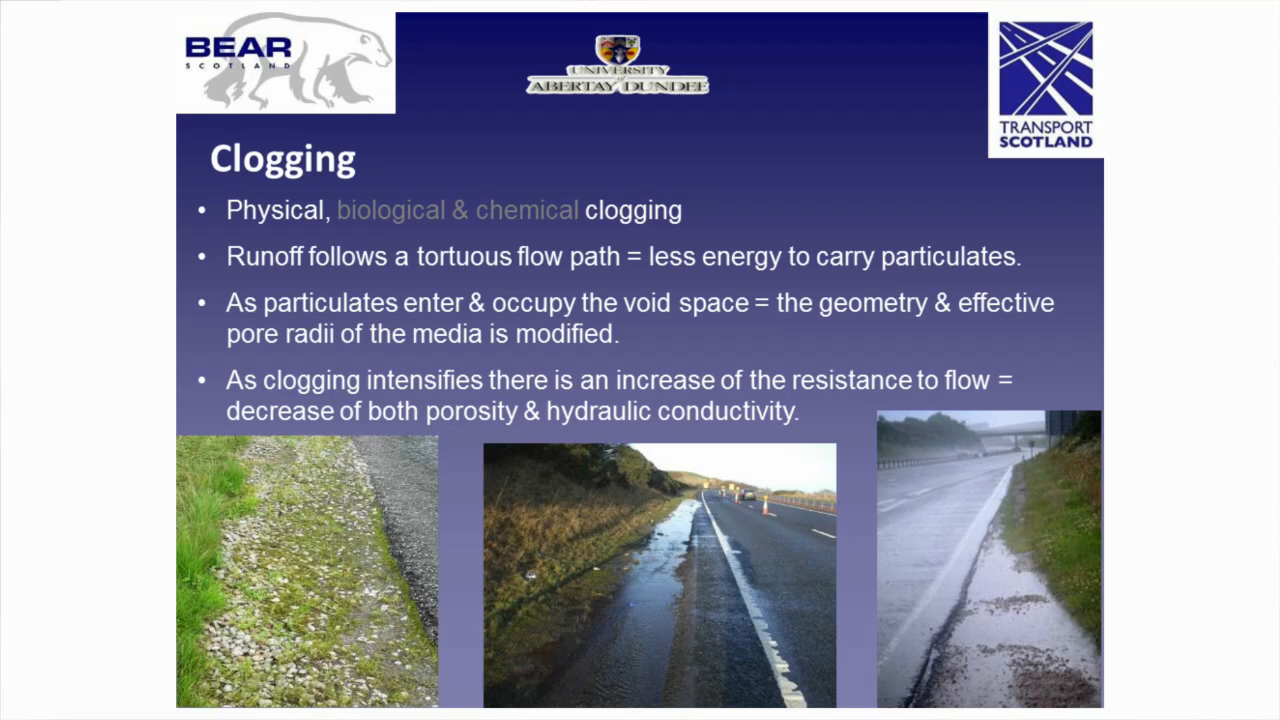 BEAR
SCOTLAND
UNIVERSITY
of
ABERTAY DUNDEE
TRANSPORT
SCOTLAND
Clogging
• Physical, biological & chemical clogging
• Runoff follows a tortuous flow path = less energy to carry particulates.
• As particulates enter & occupy the void space = the geometry & effective
pore radii of the media is modified.
• As clogging intensifies there is an increase of the resistance to flow =
decrease of both porosity & hydraulic conductivity.